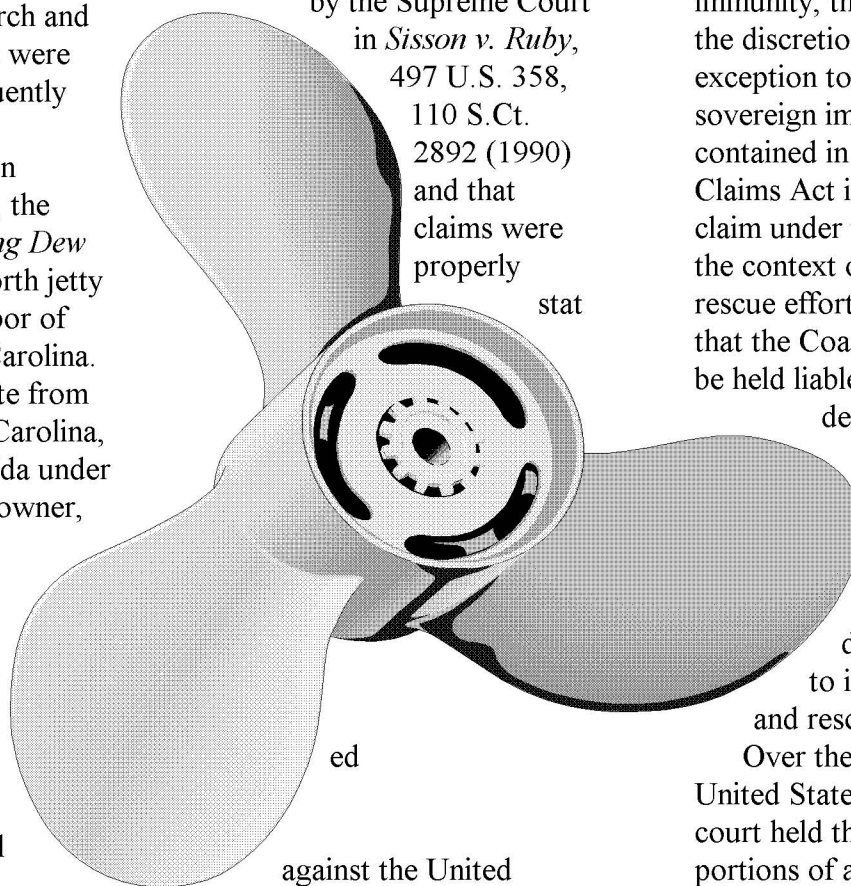 rch and
were
uently
n
the
ng Dew
orth jetty
oor of
Carolina.
te from
Carolina,
da under
owner,
l
by the Supreme Court
in Sisson v. Ruby,
497 U.S. 358,
110 S.Ct.
2892 (1990)
and that
claims were
properly
stat
ed
against the United
immunity, th
the discretio
exception to
sovereign im
contained in
Claims Act i
claim under
the context o
rescue effort
that the Coa
be held liable
de
d
to i
and resc
Over the
United State
court held th
portions of a